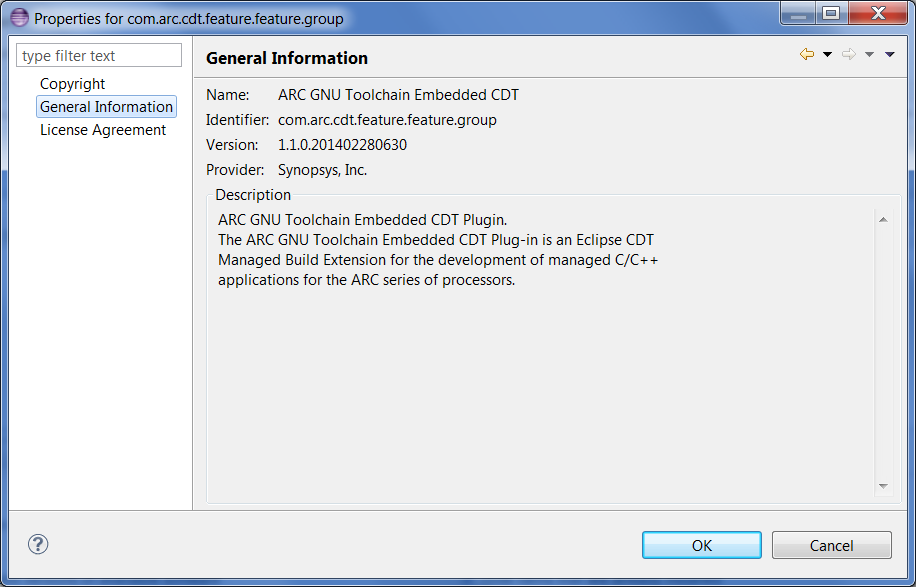 Properties for com.arc.cdt.feature.feature.group
type filter text
Copyright
General Information
License Agreement
General Information
Name: ARC GNU Toolchain Embedded CDT
Identifier: com.arc.cdt.feature.feature.group
Version: 1.1.0.201402280630
Provider: Synopsys, Inc.
Description
ARC GNU Toolchain Embedded CDT Plugin.
The ARC GNU Toolchain Embedded CDT Plug-in is an Eclipse CDT
Managed Build Extension for the development of managed C/C++
applications for the ARC series of processors.
?
OK Cancel